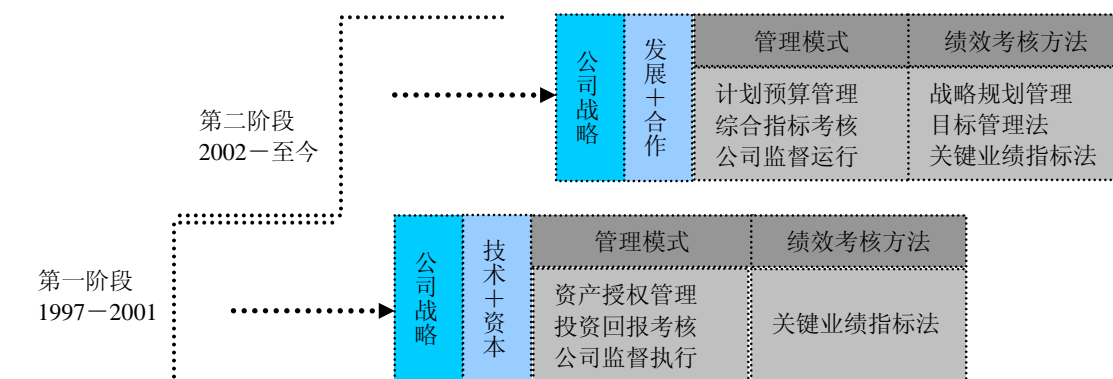 第二阶段
2002－至今
公司战略
发展＋合作
管理模式
计划预算管理
综合指标考核
公司监督运行
绩效考核方法
战略规划管理
目标管理法
关键业绩指标法
第一阶段
1997－2001
公司战略
技术＋资本
管理模式
资产授权管理
投资回报考核
公司监督执行
绩效考核方法
关键业绩指标法